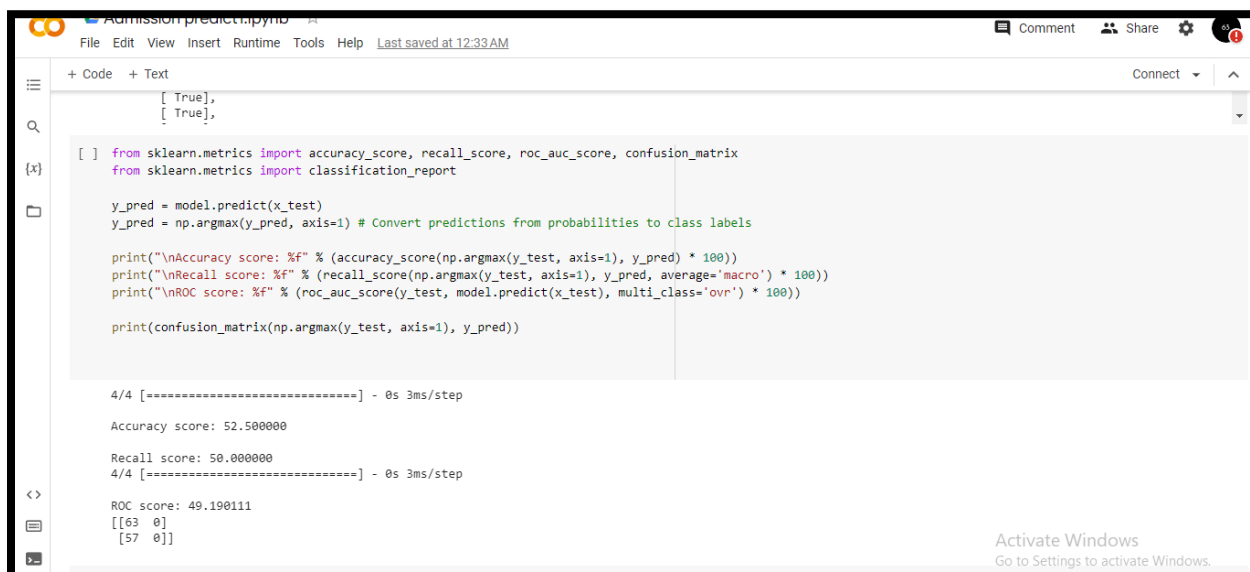 Admission predict1.ipynb
Comment Share
File Edit View Insert Runtime Tools Help Last saved at 12:33 AM
+ Code + Text
Connect
[ True],
[ True],
[ ] from sklearn.metrics import accuracy_score, recall_score, roc_auc_score, confusion_matrix
{x} from sklearn.metrics import classification_report
y_pred = model.predict(x_test)
y_pred = np.argmax(y_pred, axis=1) # Convert predictions from probabilities to class labels
print("\nAccuracy score: %f" % (accuracy_score(np.argmax(y_test, axis=1), y_pred) * 100))
print("\nRecall score: %f" % (recall_score(np.argmax(y_test, axis=1), y_pred, average='macro') * 100))
print("\nROC score: %f" % (roc_auc_score(y_test, model.predict(x_test), multi_class='ovr') * 100))
print(confusion_matrix(np.argmax(y_test, axis=1), y_pred))
4/4 [==============================] - 0s 3ms/step
Accuracy score: 52.500000
Recall score: 50.000000
4/4 [==============================] - 0s 3ms/step
ROC score: 49.190111
[[63 0]
[57 0]]
Activate Windows
Go to Settings to activate Windows.